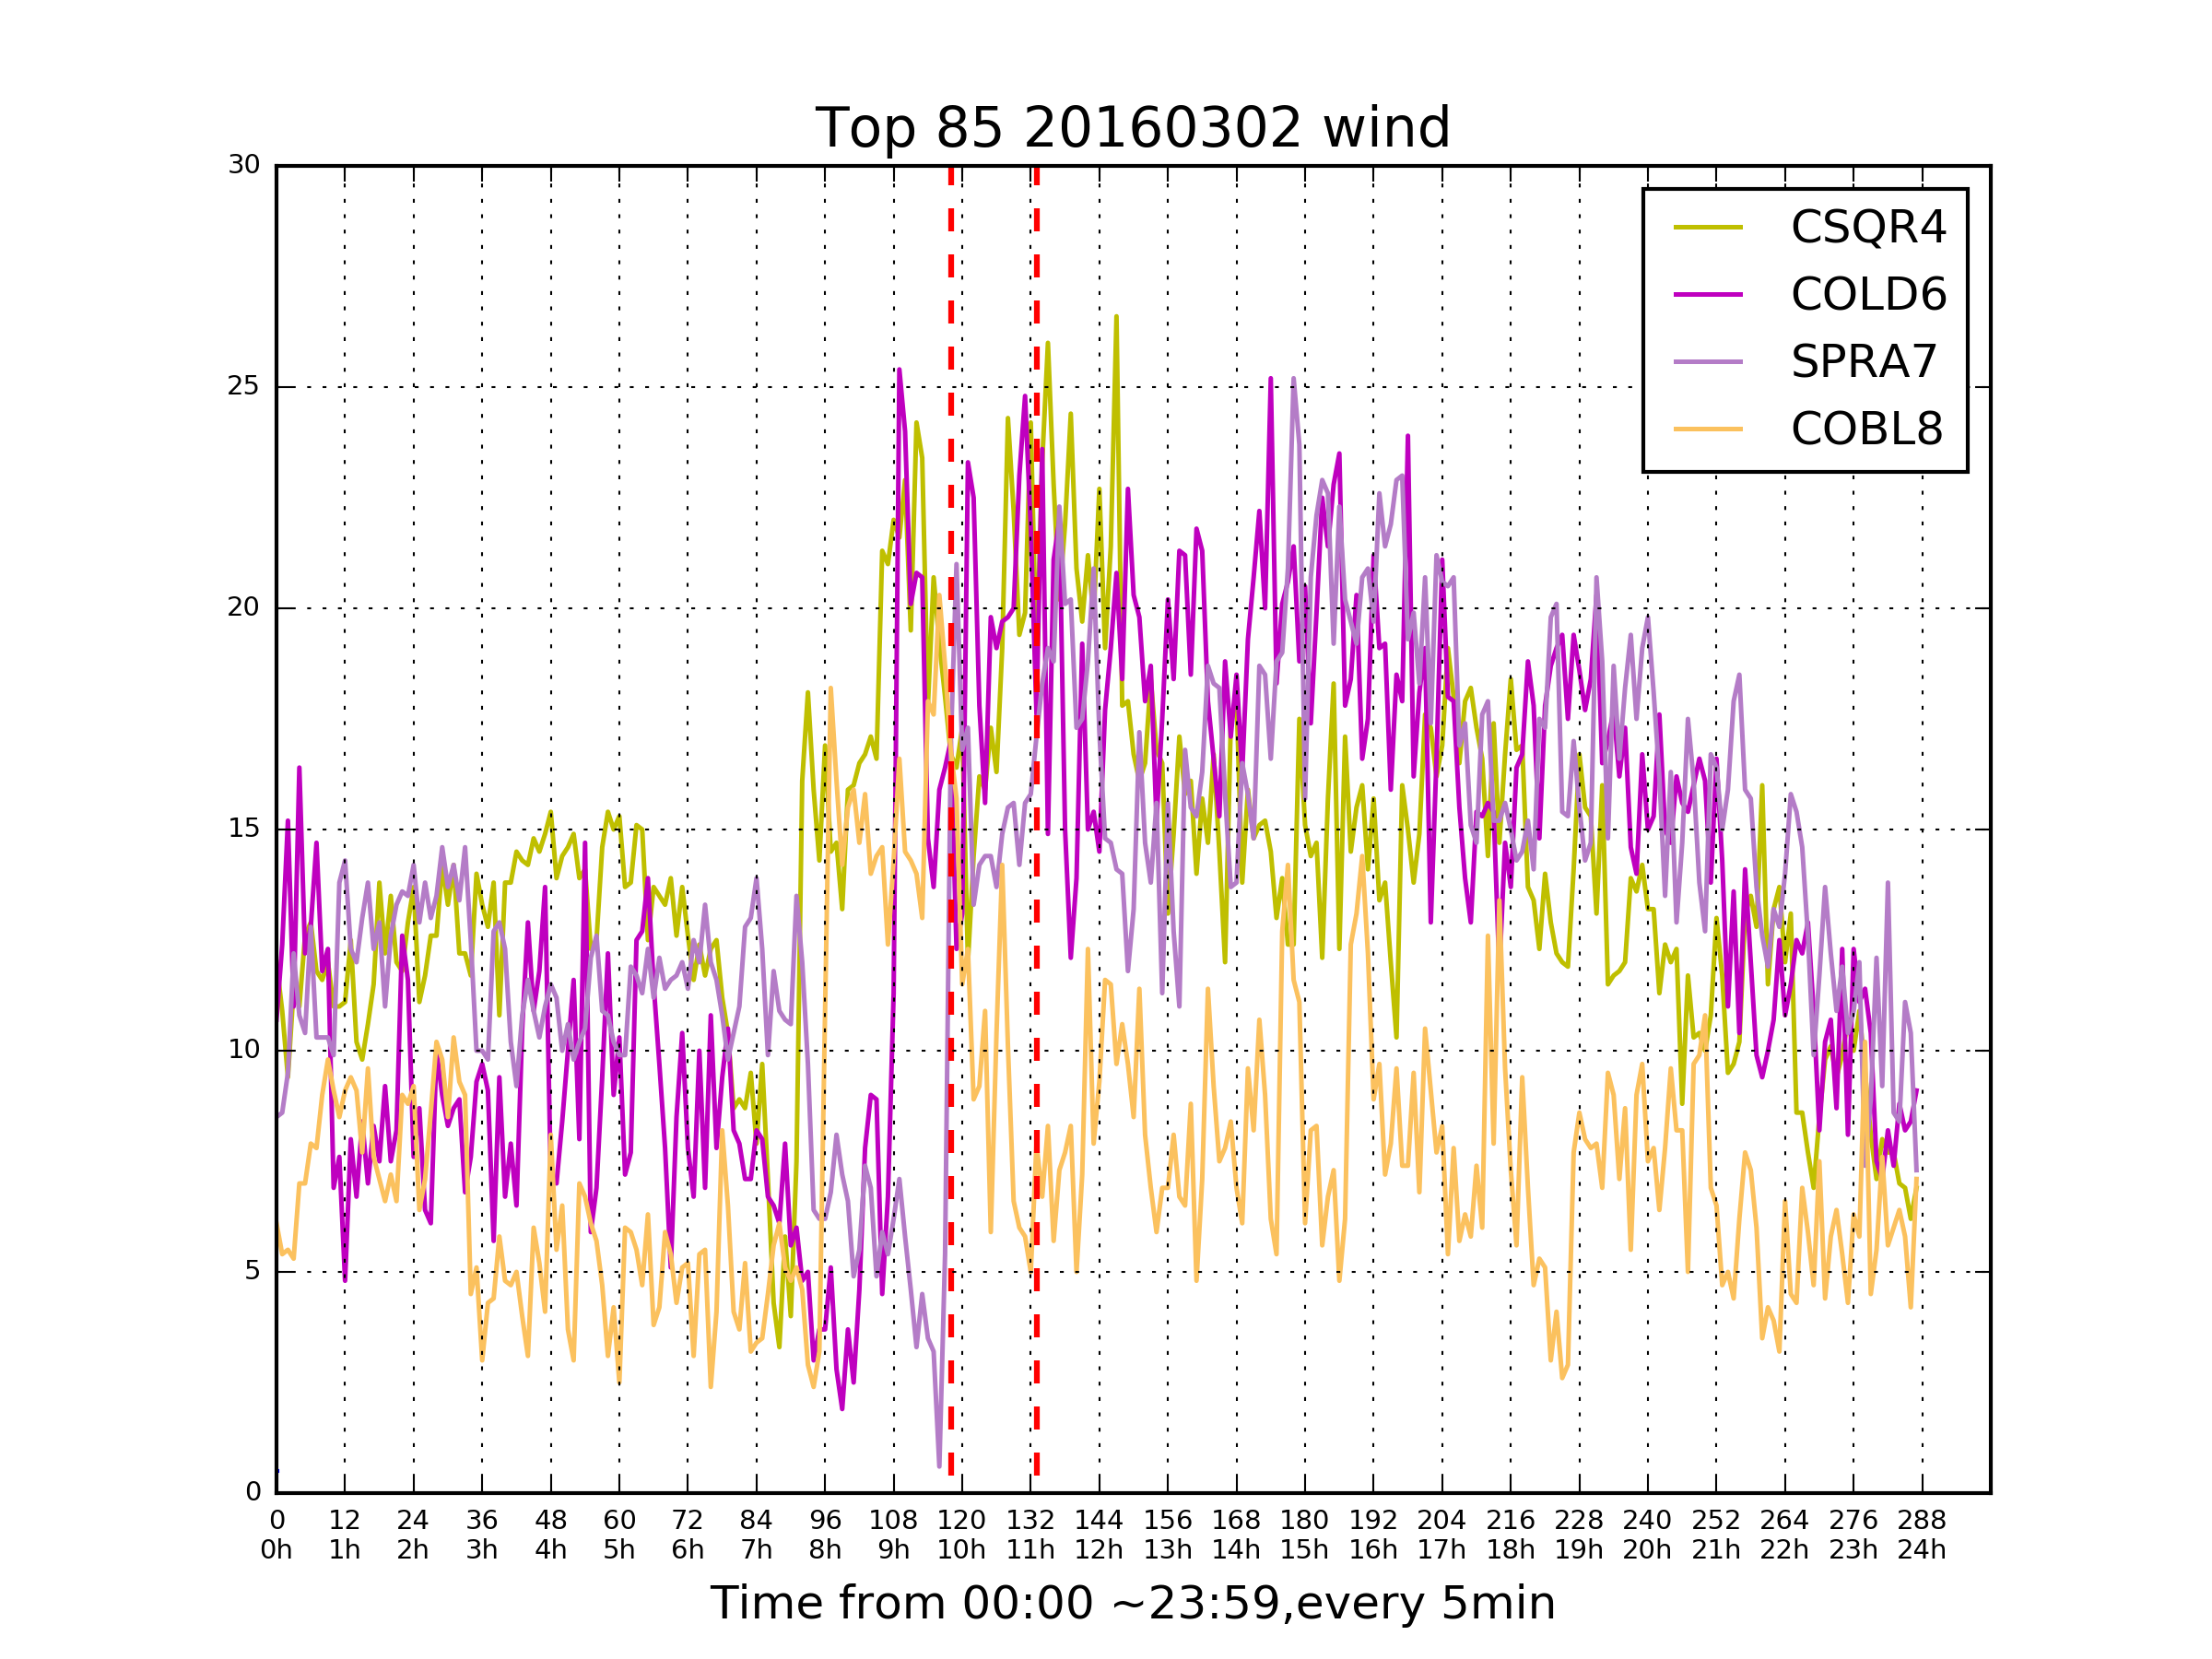 Top 85 20160302 wind
30
25
20
15
10
5
0
CSQR4
COLD6
SPRA7
COBL8
0 12 24 36 48 60 72 84 96 108 120 132 144 156 168 180 192 204 216 228 240 252 264 276 288
0h 1h 2h 3h 4h 5h 6h 7h 8h 9h 10h 11h 12h 13h 14h 15h 16h 17h 18h 19h 20h 21h 22h 23h 24h
Time from 00:00 ~23:59,every 5min